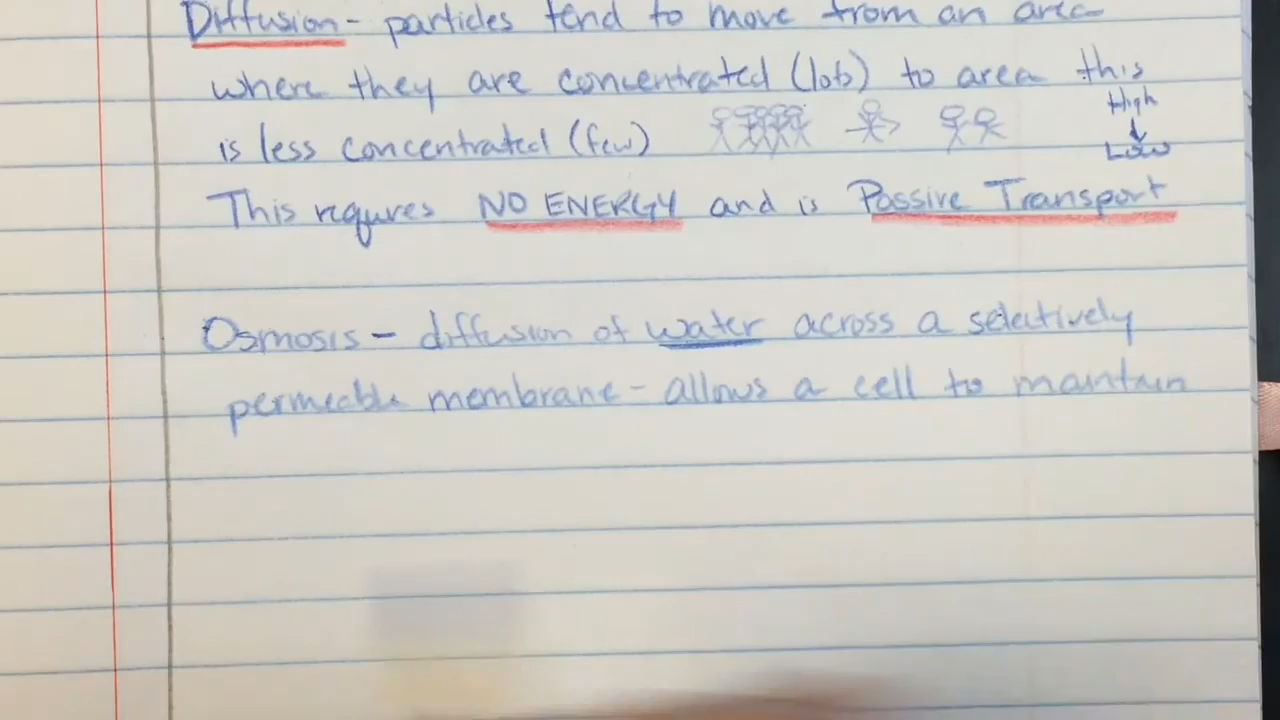 Diffusion - particles tend to move from an area
where they are concentrated (lots) to area this
High
is less concentrated (few)
Low
This requres NO ENERGY and is Passive Transport
Osmosis - diffusion of water across a selectively
permeable membrane - allows a cell to maintain